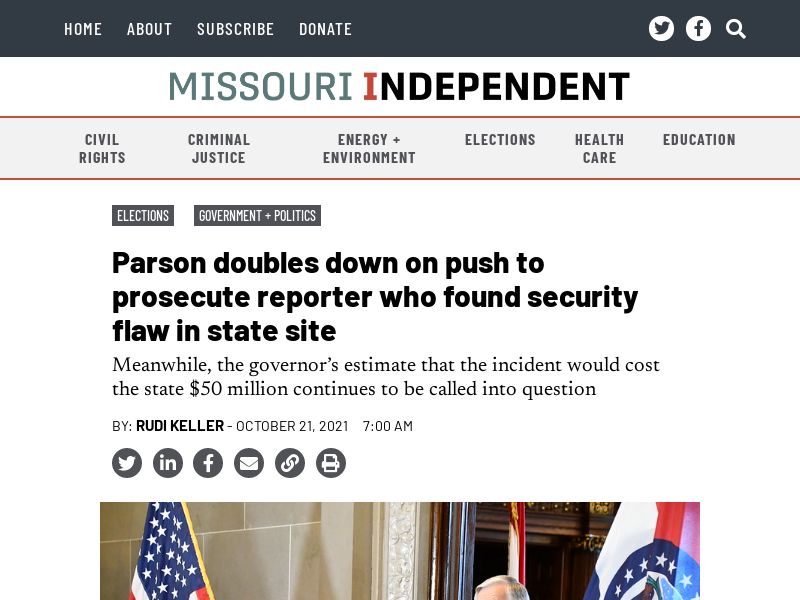 HOME ABOUT SUBSCRIBE DONATE
MISSOURI INDEPENDENT
CIVIL RIGHTS
CRIMINAL JUSTICE
ENERGY + ENVIRONMENT
ELECTIONS
HEALTH CARE
EDUCATION
ELECTIONS GOVERNMENT + POLITICS
Parson doubles down on push to
prosecute reporter who found security
flaw in state site
Meanwhile, the governor's estimate that the incident would cost
the state $50 million continues to be called into question
BY: RUDI KELLER - OCTOBER 21, 2021 7:00 AM